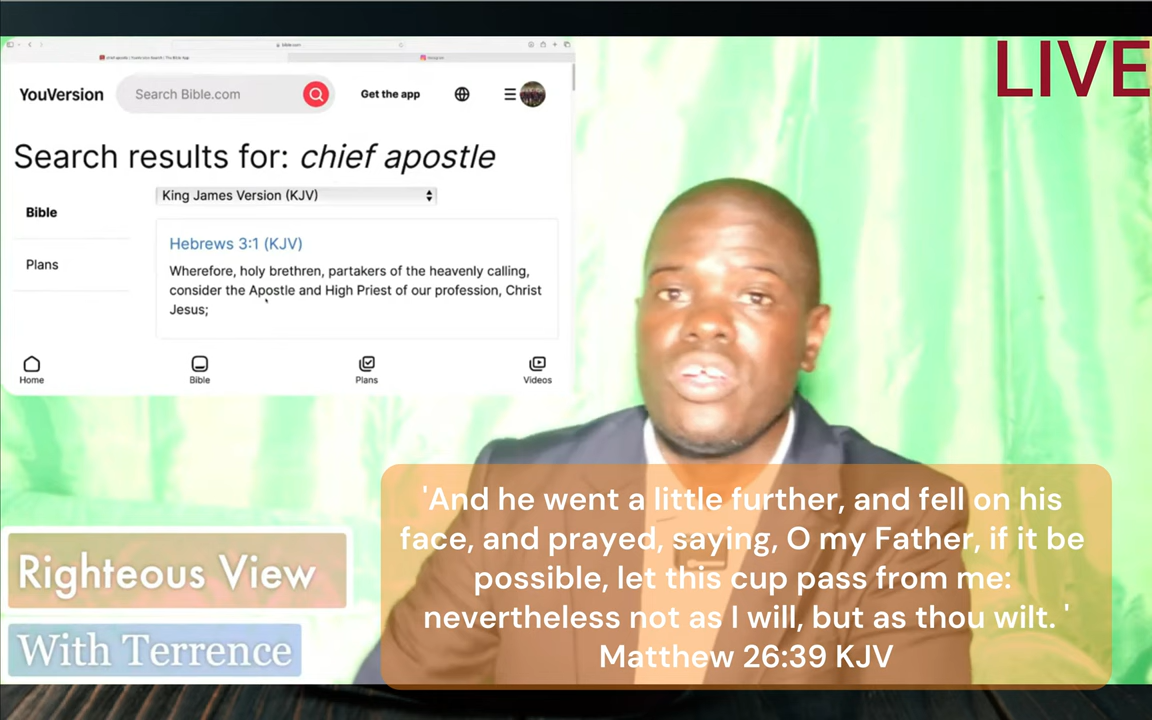 LIVE
bible.com
YouVersion
Search Bible.com
Get the app
Search results for: chief apostle
King James Version (KJV)
Bible
Plans
Hebrews 3:1 (KJV)
Wherefore, holy brethren, partakers of the heavenly calling,
consider the Apostle and High Priest of our profession, Christ
Jesus;
Home
Bible
Plans
Videos
'And he went a little further, and fell on his
face, and prayed, saying, O my Father, if it be
possible, let this cup pass from me:
nevertheless not as I will, but as thou wilt. '
Matthew 26:39 KJV
Righteous View
With Terrence